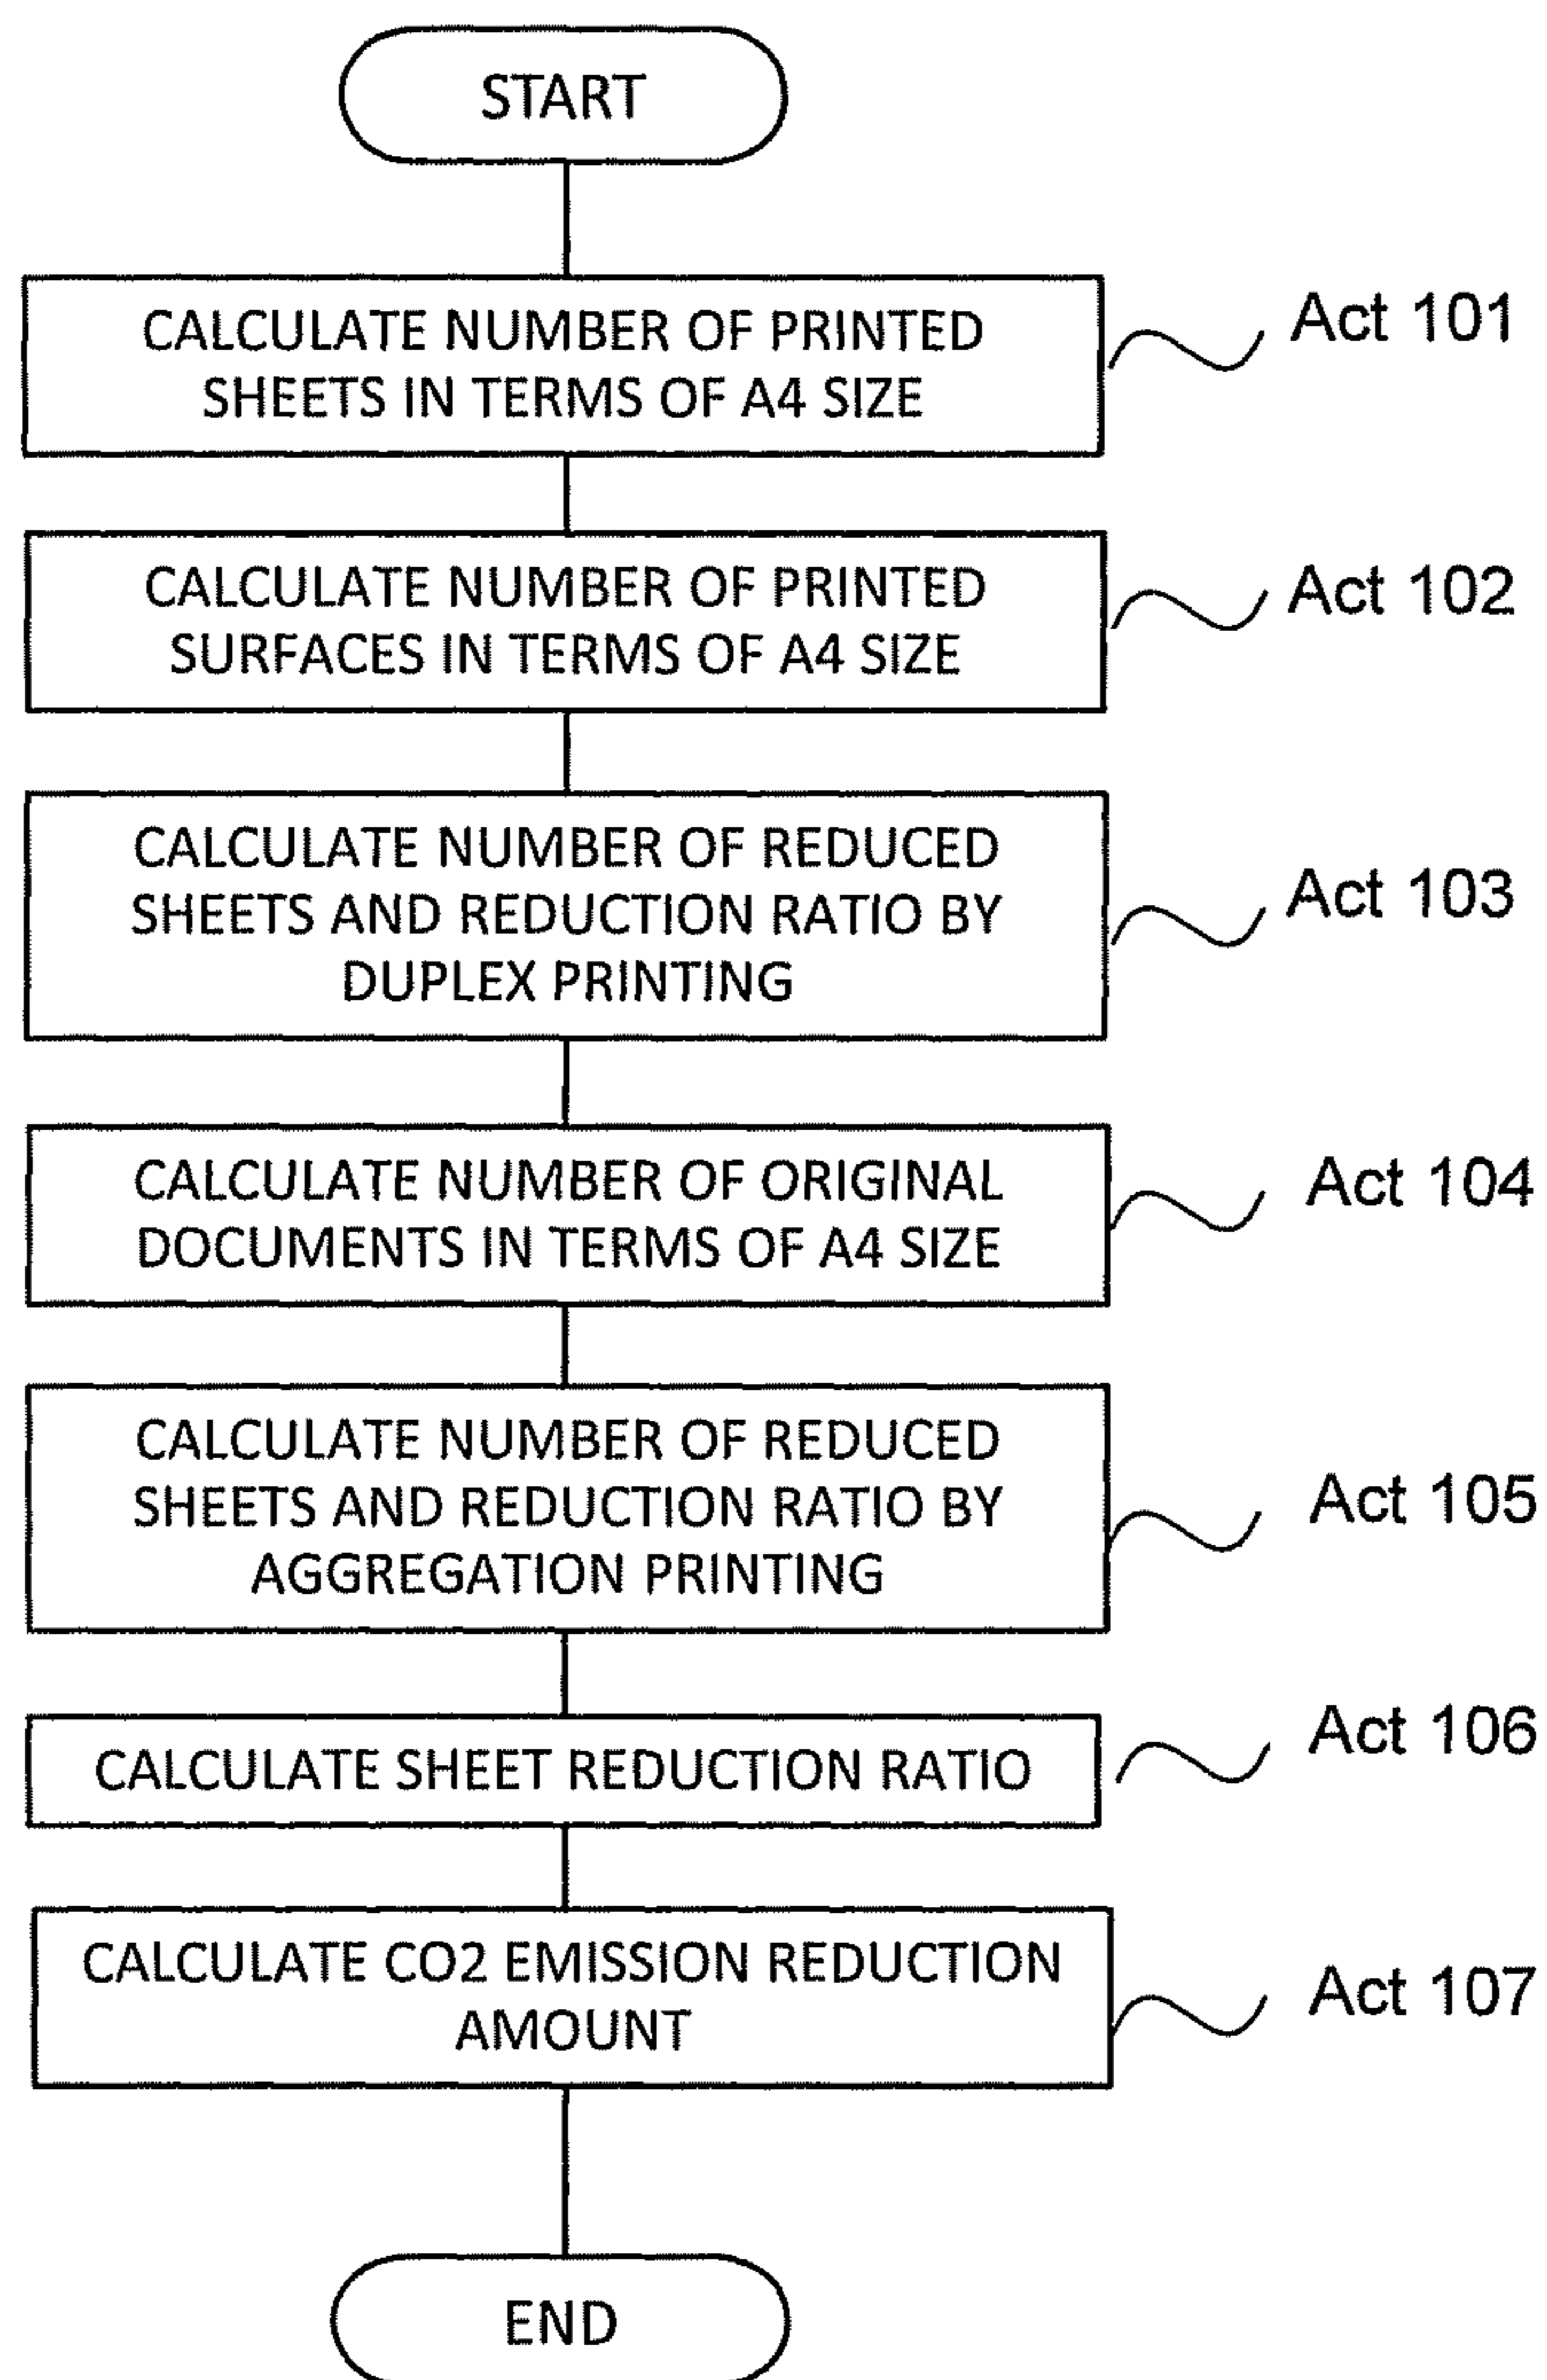 START
CALCULATE NUMBER OF PRINTED
SHEETS IN TERMS OF A4 SIZE
Act 101
CALCULATE NUMBER OF PRINTED
SURFACES IN TERMS OF A4 SIZE
Act 102
CALCULATE NUMBER OF REDUCED
SHEETS AND REDUCTION RATIO BY
DUPLEX PRINTING
Act 103
CALCULATE NUMBER OF ORIGINAL
DOCUMENTS IN TERMS OF A4 SIZE
Act 104
CALCULATE NUMBER OF REDUCED
SHEETS AND REDUCTION RATIO BY
AGGREGATION PRINTING
Act 105
CALCULATE SHEET REDUCTION RATIO
Act 106
CALCULATE CO2 EMISSION REDUCTION
AMOUNT
Act 107
END